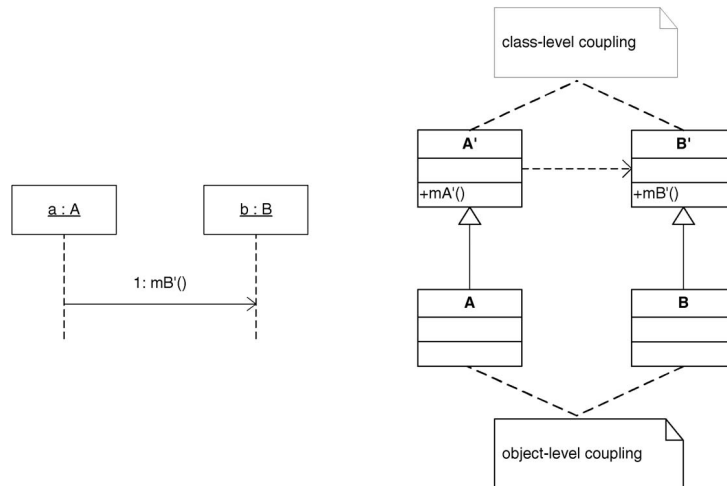 class-level coupling
A'
B'
+mA'()
+mB'()
a : A
b : B
1: mB'()
A
B
object-level coupling